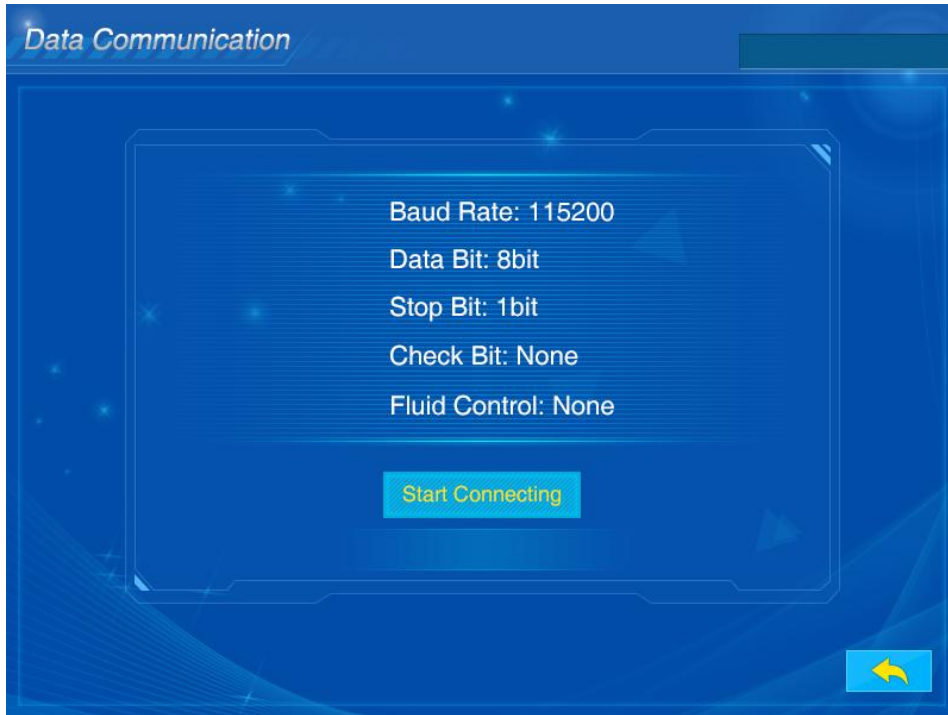 Data Communication
Baud Rate: 115200
Data Bit: 8bit
Stop Bit: 1bit
Check Bit: None
Fluid Control: None
Start Connecting